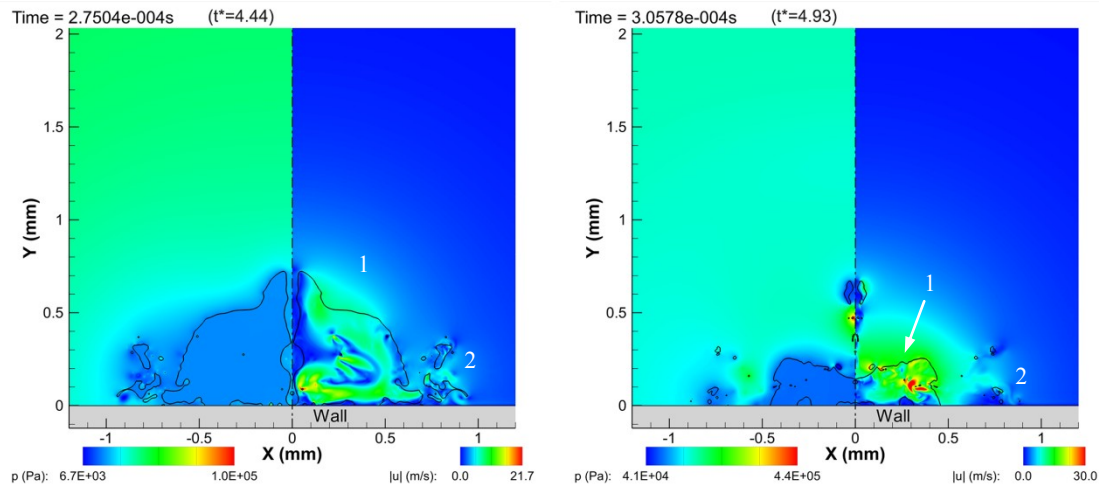 Time = 2.7504e-004s (t*=4.44)
2
1.5
1
0.5
0
Y (mm)
1
2
Wall
-1 -0.5 0 0.5 1
X (mm)
p (Pa): 6.7E+03 1.0E+05
|u| (m/s): 0.0 21.7
Time = 3.0578e-004s (t*=4.93)
2
1.5
1
0.5
0
Y (mm)
1
2
Wall
-1 -0.5 0 0.5 1
X (mm)
p (Pa): 4.1E+04 4.4E+05
|u| (m/s): 0.0 30.0